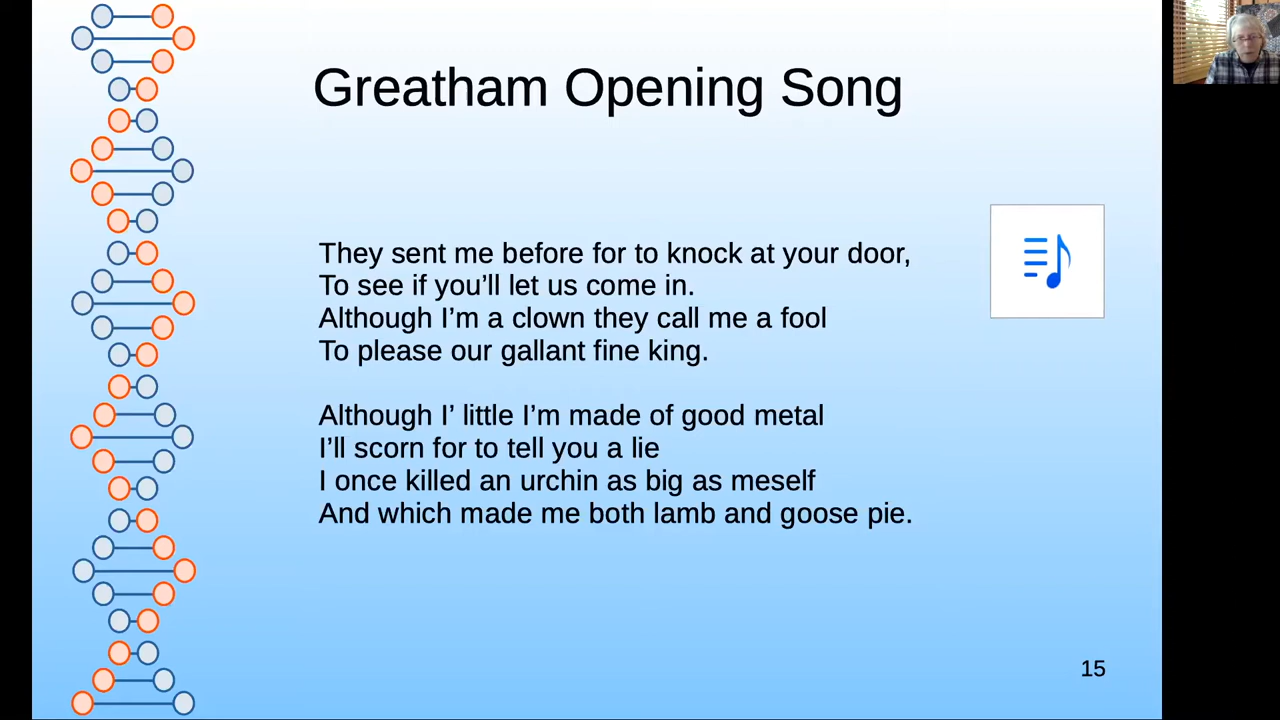 Greatham Opening Song
They sent me before for to knock at your door,
To see if you’ll let us come in.
Although I’m a clown they call me a fool
To please our gallant fine king.
Although I’ little I’m made of good metal
I’ll scorn for to tell you a lie
I once killed an urchin as big as meself
And which made me both lamb and goose pie.
15